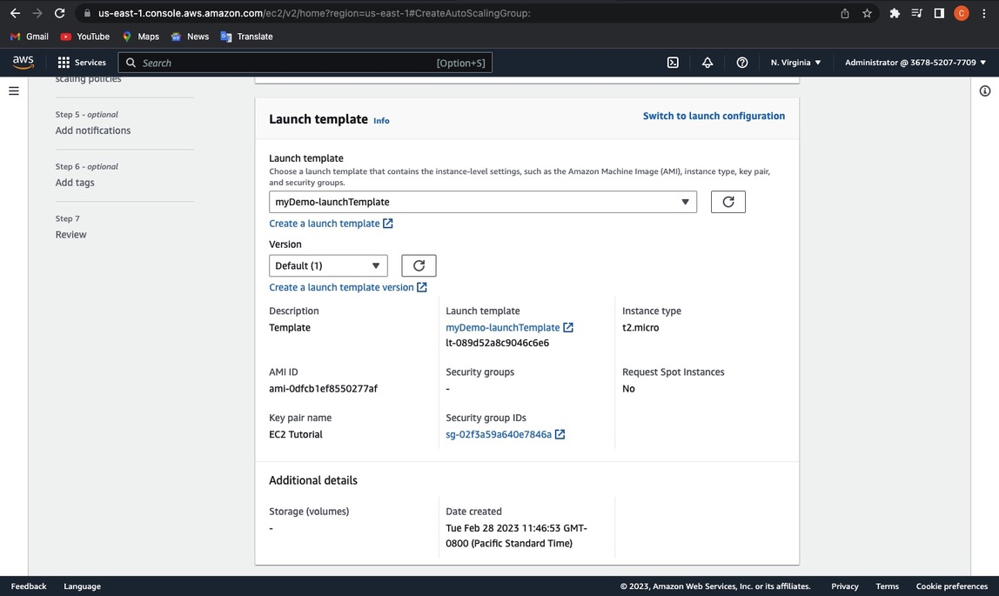 us-east-1.console.aws.amazon.com/ec2/v2/home?region=us-east-1#CreateAutoScalingGroup:
C
Gmail YouTube Maps News Translate
aws Services Search [Option+S] N. Virginia Administrator @ 3678-5207-7709
scaling policies
Step 5 - optional
Add notifications
Step 6 - optional
Add tags
Step 7
Review
Launch template Info
Switch to launch configuration
Launch template
Choose a launch template that contains the instance-level settings, such as the Amazon Machine Image (AMI), instance type, key pair,
and security groups.
myDemo-launchTemplate
Create a launch template
Version
Default (1)
Create a launch template version
Description
Template
Launch template
myDemo-launchTemplate
lt-089d52a8c9046c6e6
Instance type
t2.micro
AMI ID
ami-0dfcb1ef8550277af
Security groups
-
Request Spot Instances
No
Key pair name
EC2 Tutorial
Security group IDs
sg-02f3a59a640e7846a
Additional details
Storage (volumes)
-
Date created
Tue Feb 28 2023 11:46:53 GMT-
0800 (Pacific Standard Time)
Feedback Language © 2023, Amazon Web Services, Inc. or its affiliates. Privacy Terms Cookie preferences